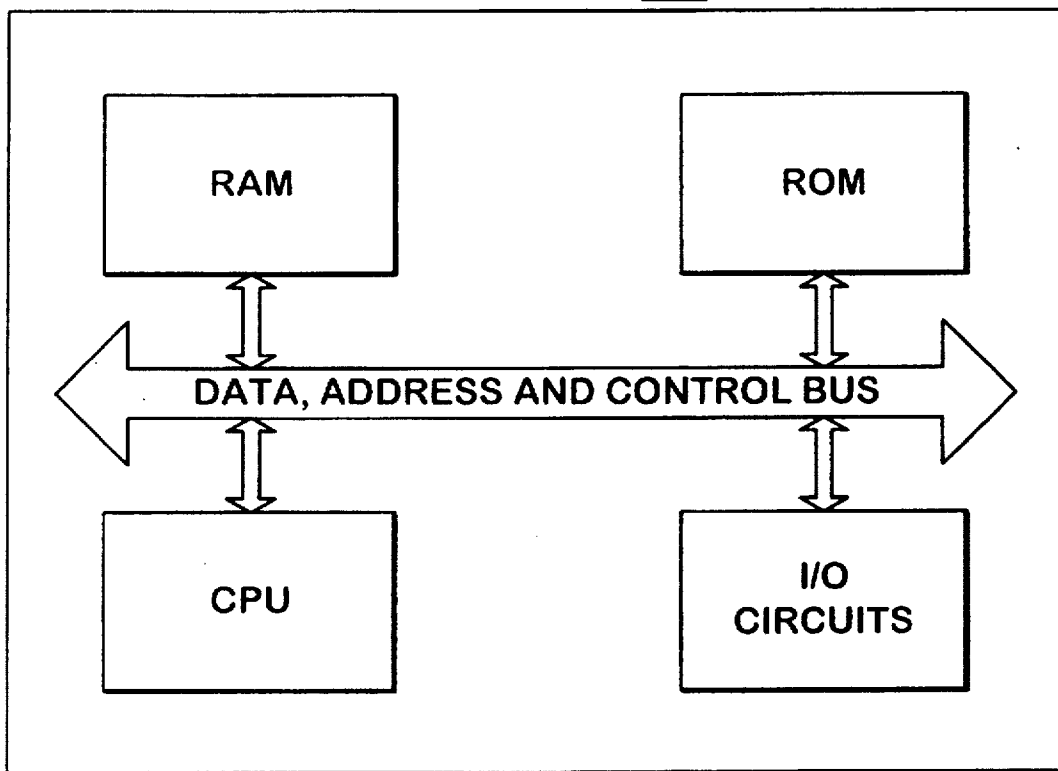 RAM
ROM
DATA, ADDRESS AND CONTROL BUS
CPU
I/O
CIRCUITS